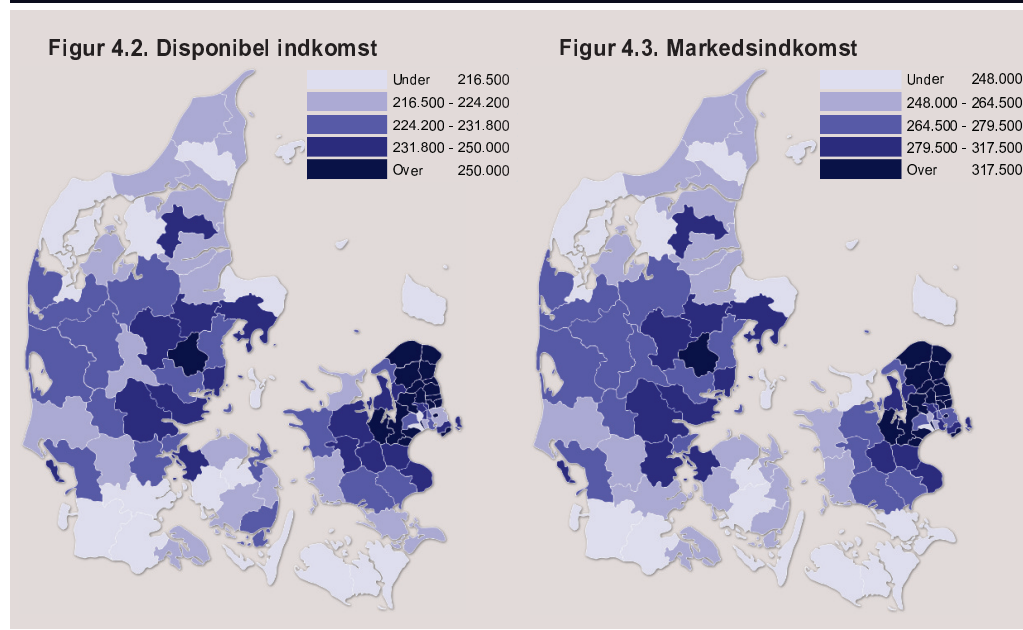 Figur 4.2. Disponibel indkomst
Under 216.500
216.500 - 224.200
224.200 - 231.800
231.800 - 250.000
Over 250.000
Figur 4.3. Markedsindkomst
Under 248.000
248.000 - 264.500
264.500 - 279.500
279.500 - 317.500
Over 317.500